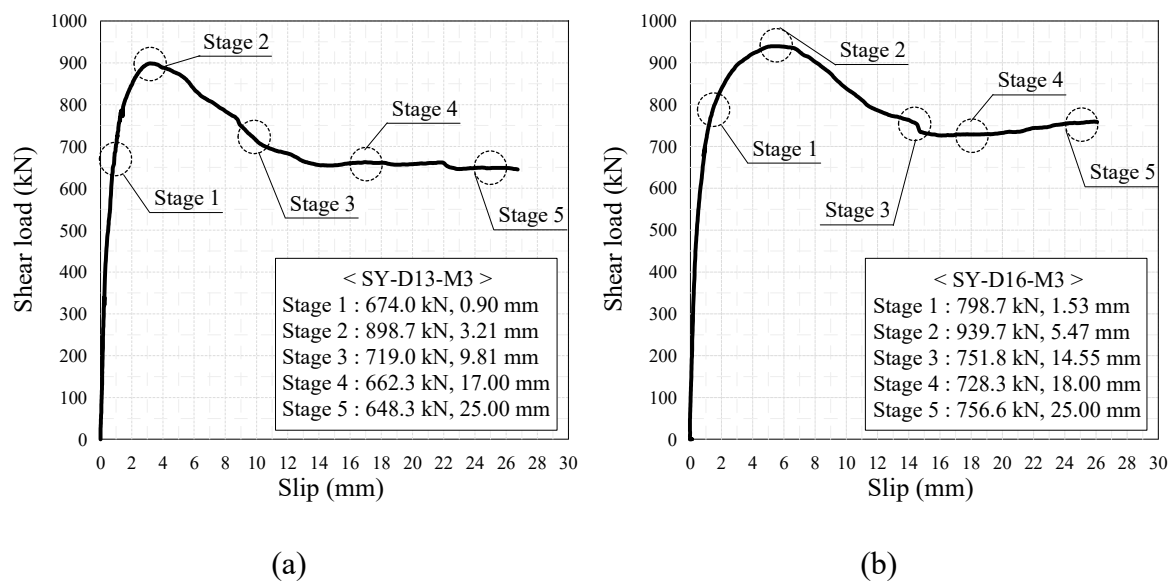 1000
900
800
700
600
500
400
300
200
100
0
Shear load (kN)
0 2 4 6 8 10 12 14 16 18 20 22 24 26 28 30
Slip (mm)
Stage 2
Stage 4
Stage 1
Stage 3
Stage 5
< SY-D13-M3 >
Stage 1 : 674.0 kN, 0.90 mm
Stage 2 : 898.7 kN, 3.21 mm
Stage 3 : 719.0 kN, 9.81 mm
Stage 4 : 662.3 kN, 17.00 mm
Stage 5 : 648.3 kN, 25.00 mm
(a)
1000
900
800
700
600
500
400
300
200
100
0
Shear load (kN)
0 2 4 6 8 10 12 14 16 18 20 22 24 26 28 30
Slip (mm)
Stage 2
Stage 4
Stage 1
Stage 5
Stage 3
< SY-D16-M3 >
Stage 1 : 798.7 kN, 1.53 mm
Stage 2 : 939.7 kN, 5.47 mm
Stage 3 : 751.8 kN, 14.55 mm
Stage 4 : 728.3 kN, 18.00 mm
Stage 5 : 756.6 kN, 25.00 mm
(b)